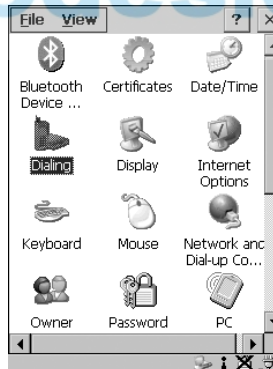 File View ? ×
Bluetooth Device ...
Certificates
Date/Time
Dialing
Display
Internet Options
Keyboard
Mouse
Network and Dial-up Co...
Owner
Password
PC